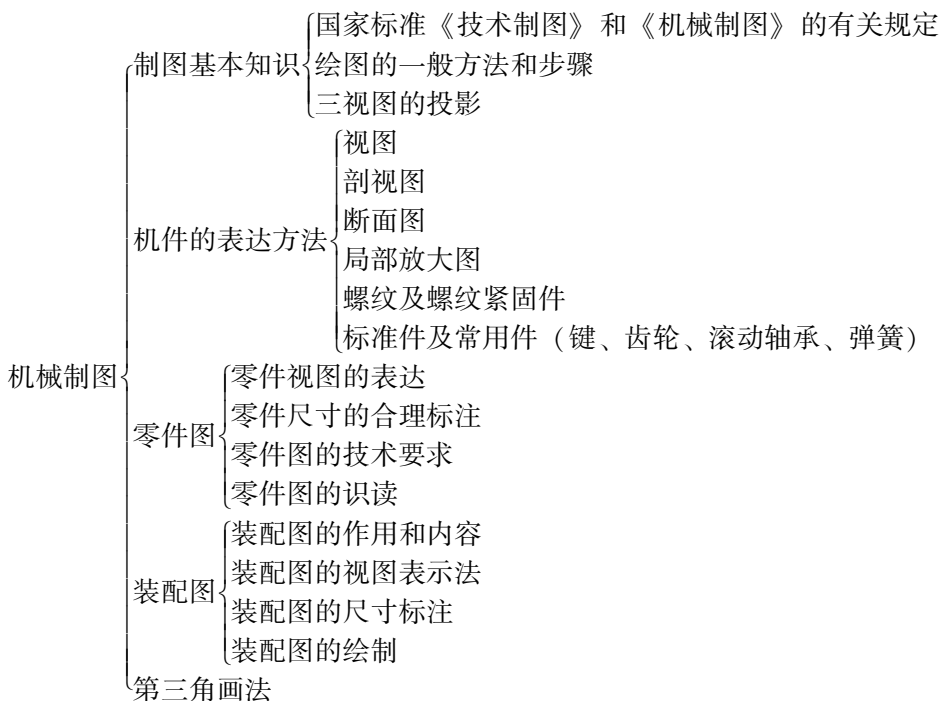 国家标准《技术制图》和《机械制图》的有关规定
制图基本知识 绘图的一般方法和步骤
三视图的投影
视图
剖视图
断面图
机件的表达方法
局部放大图
螺纹及螺纹紧固件
标准件及常用件（键、齿轮、滚动轴承、弹簧）
机械制图 零件视图的表达
零件尺寸的合理标注
零件图
零件图的技术要求
零件图的识读
装配图的作用和内容
装配图的视图表示法
装配图
装配图的尺寸标注
装配图的绘制
第三角画法